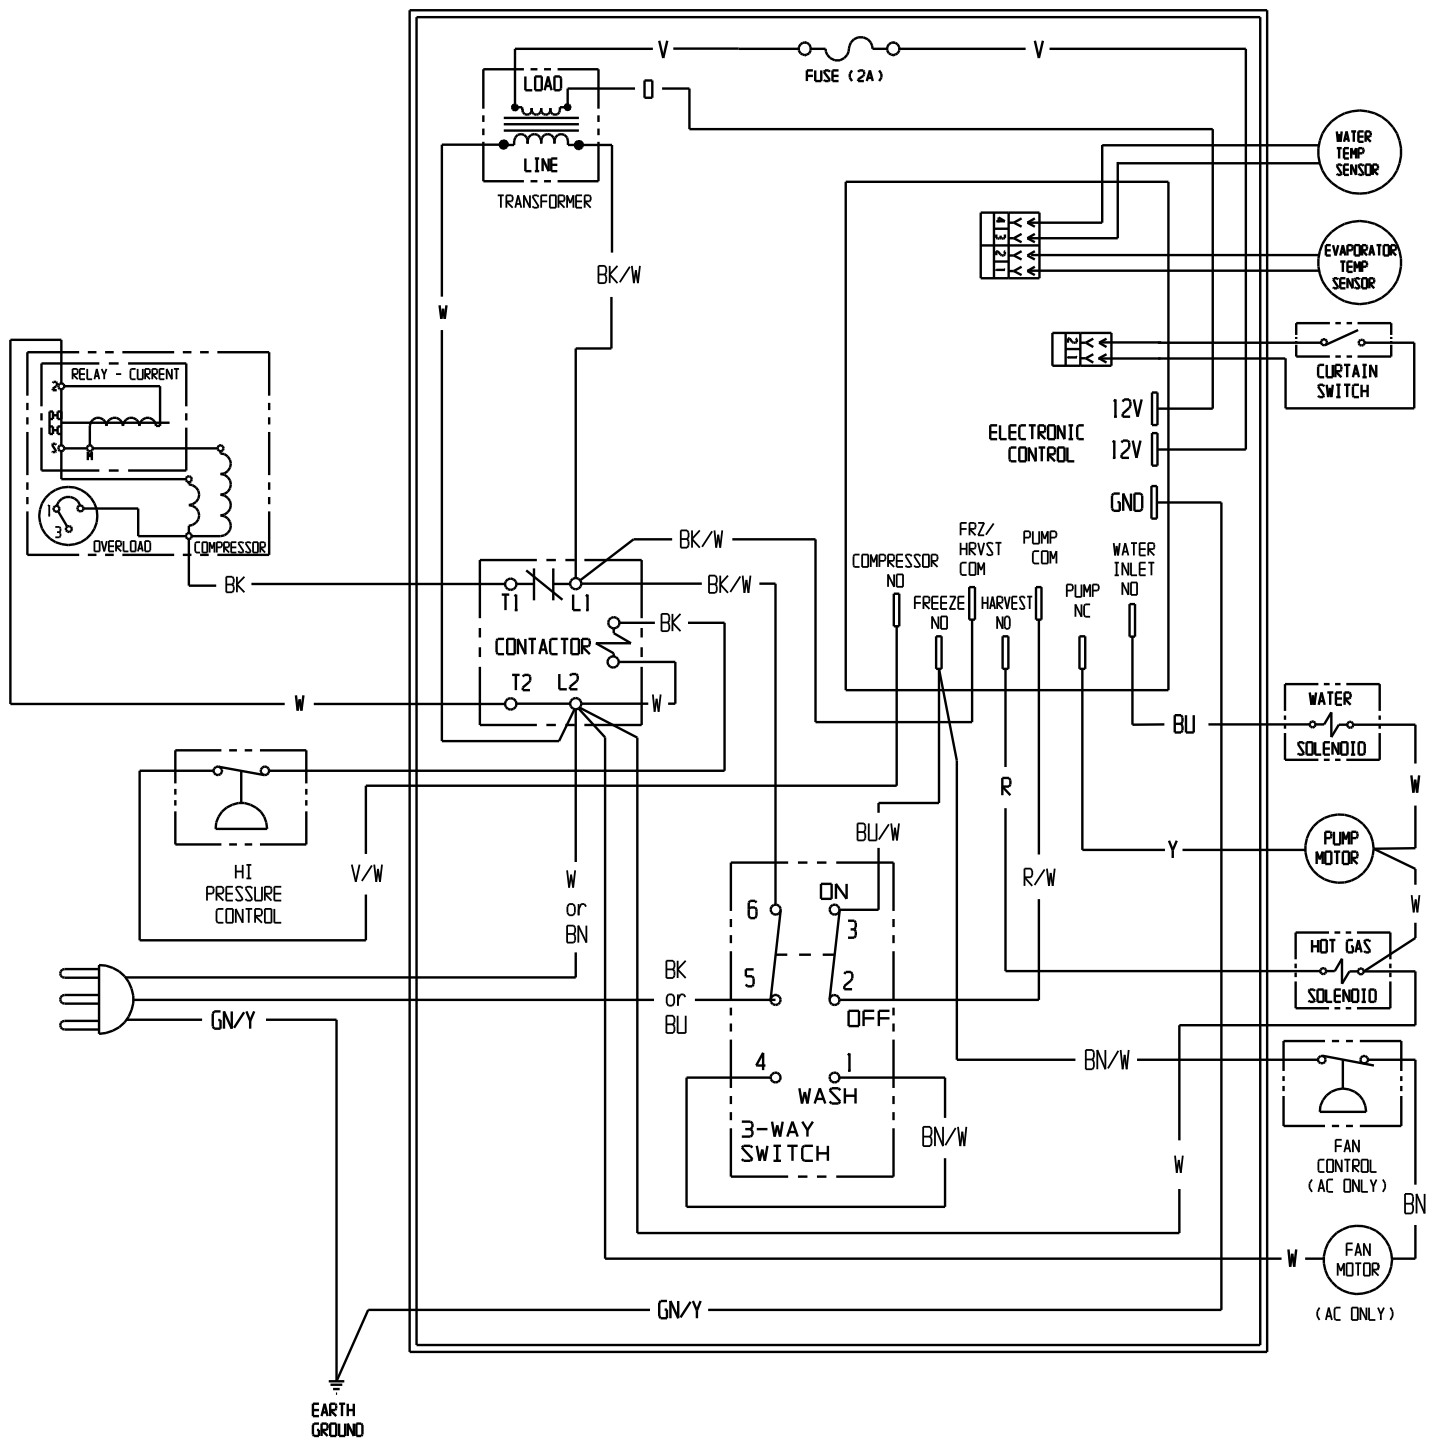 V
V
FUSE (2A)
LOAD
O
LINE
TRANSFORMER
WATER
TEMP
SENSOR
4
3
2
1
EVAPORATOR
TEMP
SENSOR
BK/W
W
2
1
CURTAIN
SWITCH
RELAY - CURRENT
2
S
M
1
3
OVERLOAD
COMPRESSOR
12V
ELECTRONIC
CONTROL
12V
GND
FRZ/
HRVST
COM
PUMP
COM
WATER
INLET
NO
COMPRESSOR
NO
FREEZE
NO
HARVEST
NO
PUMP
NC
BK/W
BK
BK/W
T1
L1
BK
CONTACTOR
T2
L2
W
W
WATER
SOLENOID
BU
W
R
HI
PRESSURE
CONTROL
V/W
W
or
BN
BU/W
R/W
Y
PUMP
MOTOR
W
6
ON
3
5
2
OFF
BK
or
BU
HOT GAS
SOLENOID
GN/Y
4
1
WASH
3-WAY
SWITCH
BN/W
BN/W
W
FAN
CONTROL
(AC ONLY)
BN
W
FAN
MOTOR
(AC ONLY)
GN/Y
EARTH
GROUND